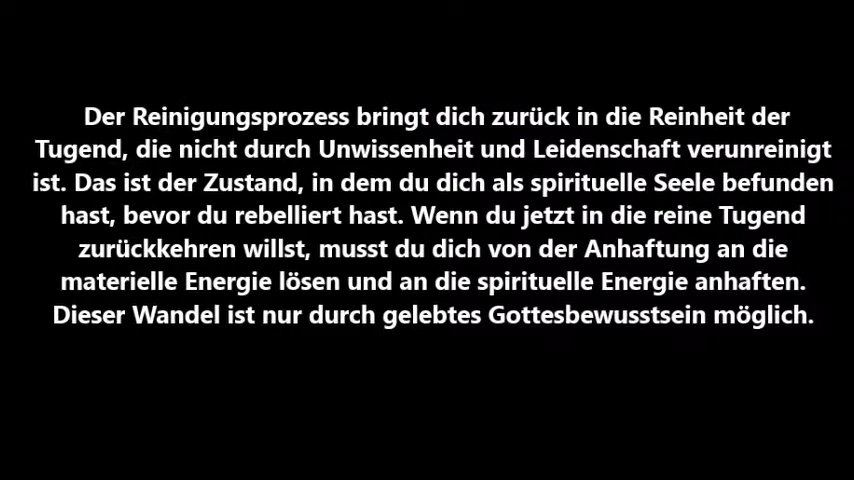 Der Reinigungsprozess bringt dich zurück in die Reinheit der
Tugend, die nicht durch Unwissenheit und Leidenschaft verunreinigt
ist. Das ist der Zustand, in dem du dich als spirituelle Seele befunden
hast, bevor du rebelliert hast. Wenn du jetzt in die reine Tugend
zurückkehren willst, musst du dich von der Anhaftung an die
materielle Energie lösen und an die spirituelle Energie anhaften.
Dieser Wandel ist nur durch gelebtes Gottesbewusstsein möglich.